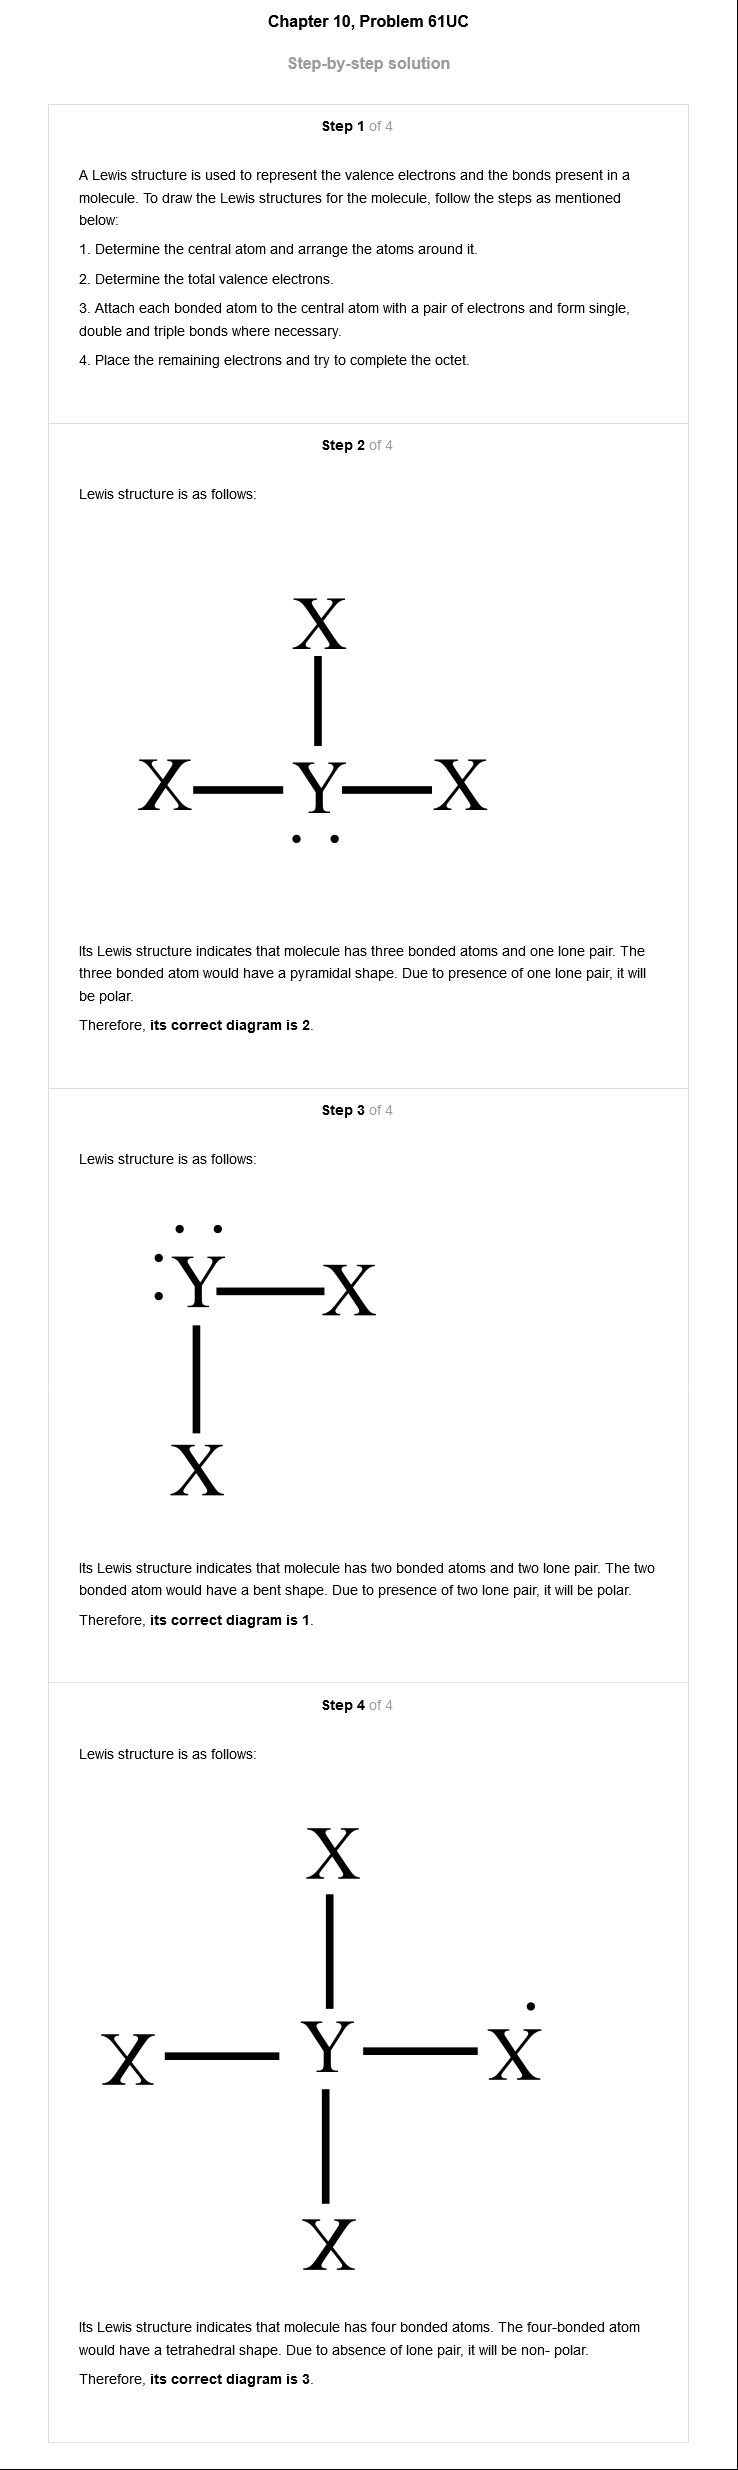 Chapter 10, Problem 61UC
Step-by-step solution
Step 1 of 4
A Lewis structure is used to represent the valence electrons and the bonds present in a
molecule. To draw the Lewis structures for the molecule, follow the steps as mentioned
below:
1. Determine the central atom and arrange the atoms around it.
2. Determine the total valence electrons.
3. Attach each bonded atom to the central atom with a pair of electrons and form single,
double and triple bonds where necessary.
4. Place the remaining electrons and try to complete the octet.
Step 2 of 4
Lewis structure is as follows:
X
X Y X
Its Lewis structure indicates that molecule has three bonded atoms and one lone pair. The
three bonded atom would have a pyramidal shape. Due to presence of one lone pair, it will
be polar.
Therefore, its correct diagram is 2.
Step 3 of 4
Lewis structure is as follows:
Y X
X
Its Lewis structure indicates that molecule has two bonded atoms and two lone pair. The two
bonded atom would have a bent shape. Due to presence of two lone pair, it will be polar.
Therefore, its correct diagram is 1.
Step 4 of 4
Lewis structure is as follows:
X
X Y X
X
Its Lewis structure indicates that molecule has four bonded atoms. The four-bonded atom
would have a tetrahedral shape. Due to absence of lone pair, it will be non- polar.
Therefore, its correct diagram is 3.